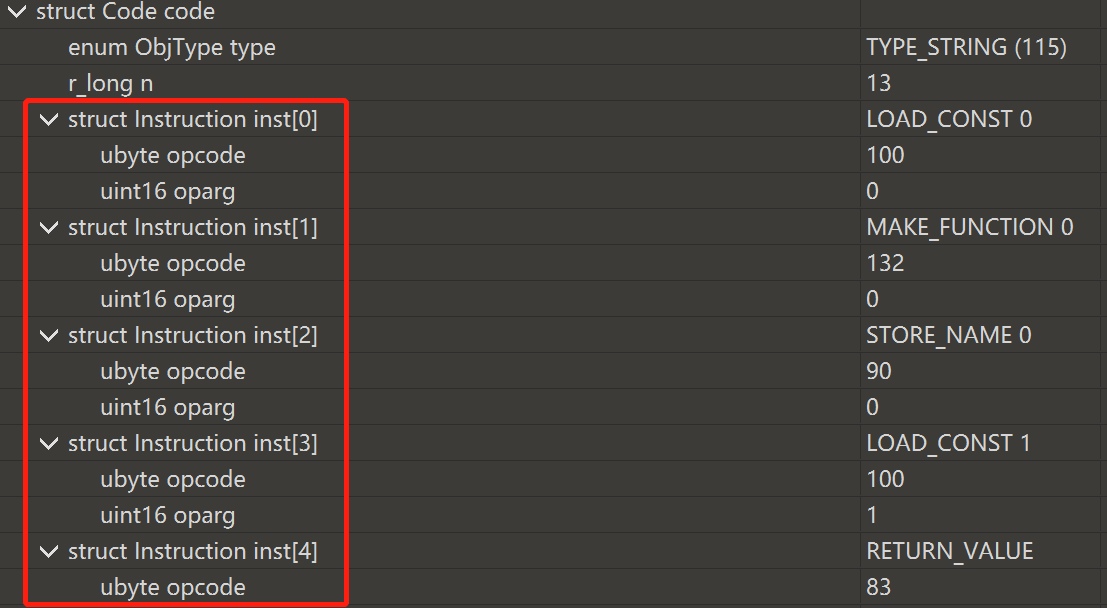 struct Code code
enum ObjType type TYPE_STRING (115)
r_long n 13
struct Instruction inst[0] LOAD_CONST 0
ubyte opcode 100
uint16 oparg 0
struct Instruction inst[1] MAKE_FUNCTION 0
ubyte opcode 132
uint16 oparg 0
struct Instruction inst[2] STORE_NAME 0
ubyte opcode 90
uint16 oparg 0
struct Instruction inst[3] LOAD_CONST 1
ubyte opcode 100
uint16 oparg 1
struct Instruction inst[4] RETURN_VALUE
ubyte opcode 83